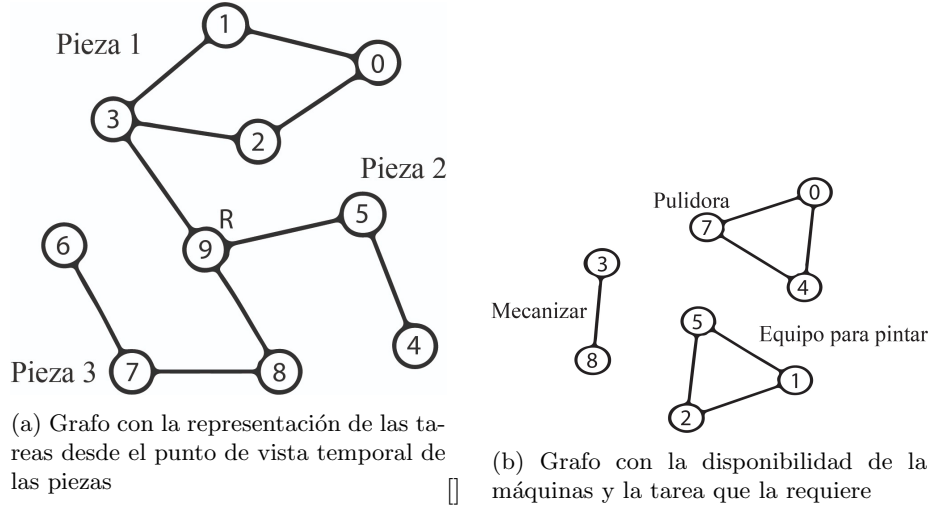 1
Pieza 1
0
3
2
Pieza 2
R
5
6
9
4
Pieza 3
7
8
(a) Grafo con la representación de las ta-
reas desde el punto de vista temporal de
las piezas
[]
0
Pulidora
7
3
4
Mecanizar
5
Equipo para pintar
8
1
2
(b) Grafo con la disponibilidad de la
máquinas y la tarea que la requiere